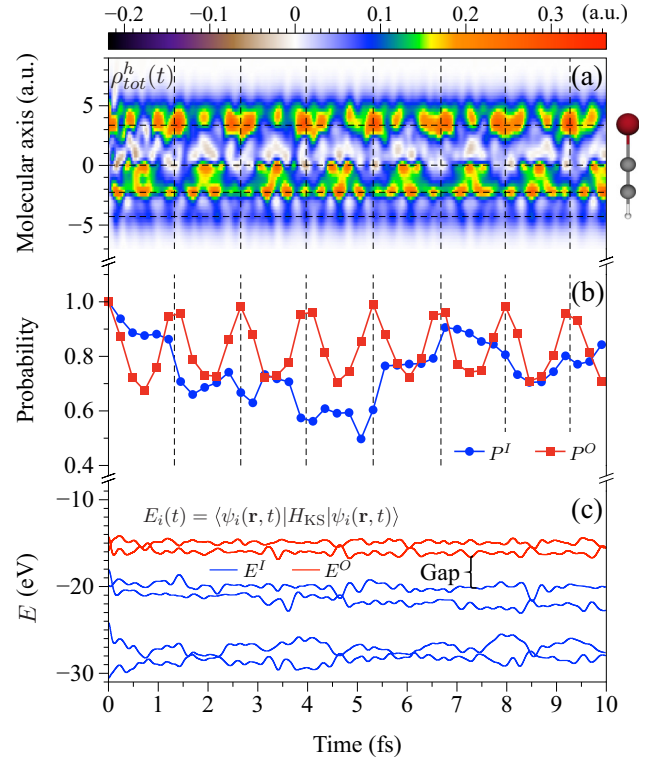 −0.2 −0.1 0 0.1 0.2 0.3 (a.u.)
ρ^h_{tot}(t)
(a)
Molecular axis (a.u.)
5
0
−5
(b)
Probability
1.0
0.8
0.6
0.4
P^I P^O
(c)
E_i(t) = ⟨ψ_i(r, t)|H_KS|ψ_i(r, t)⟩
E^I E^O
Gap
E (eV)
−10
−20
−30
0 1 2 3 4 5 6 7 8 9 10
Time (fs)